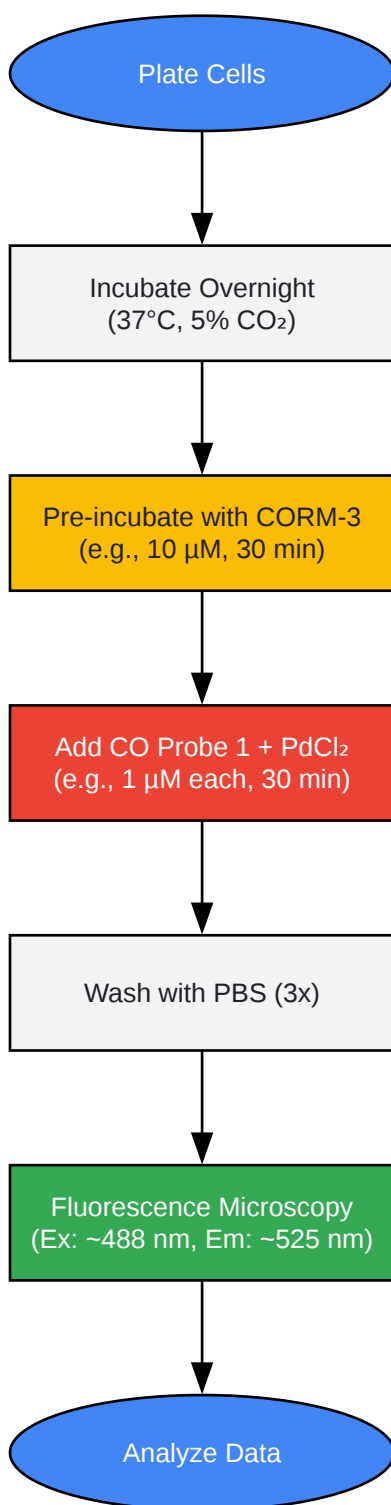 Plate Cells
Incubate Overnight
(37°C, 5% CO₂)
Pre-incubate with CORM-3
(e.g., 10 µM, 30 min)
Add CO Probe 1 + PdCl₂
(e.g., 1 µM each, 30 min)
Wash with PBS (3x)
Fluorescence Microscopy
(Ex: ~488 nm, Em: ~525 nm)
Analyze Data